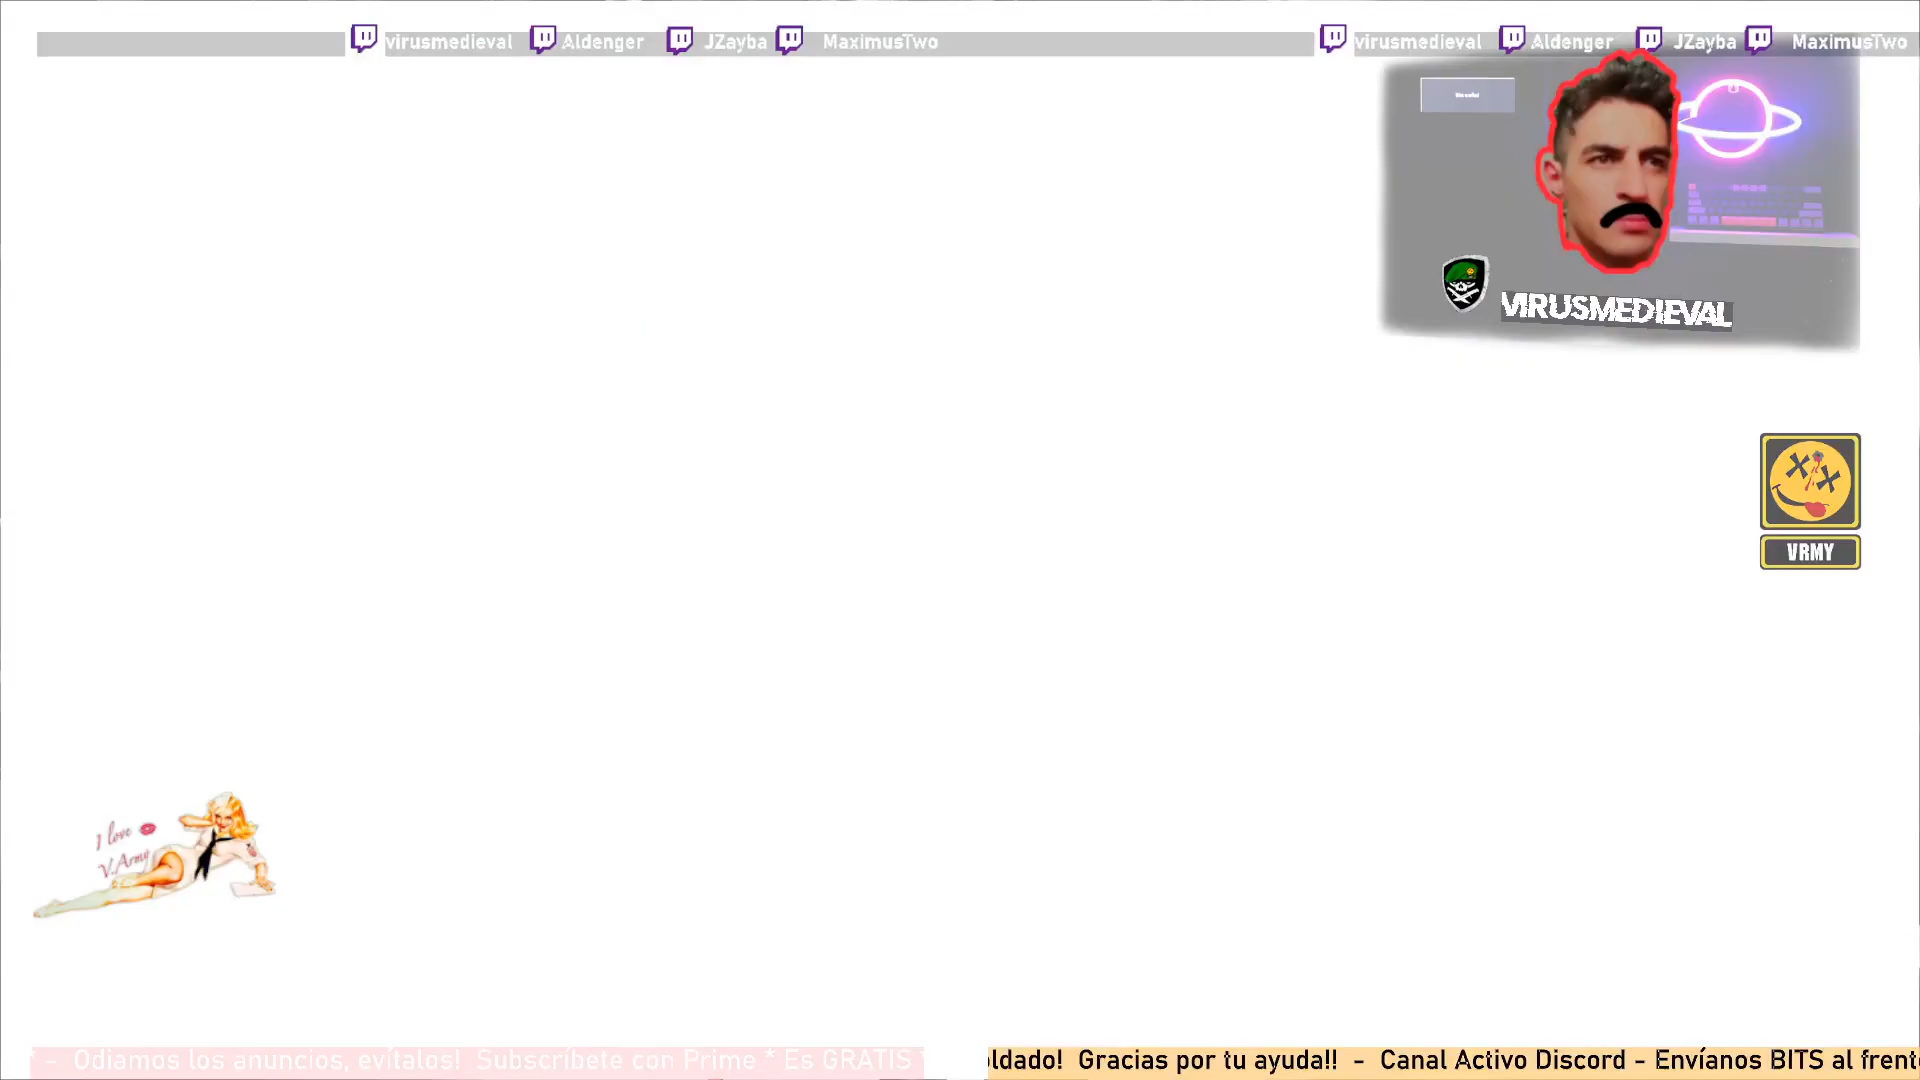 virusmedieval Aldenger JZayba MaximusTwo virusmedieval Aldenger JZayba MaximusTwo
VIRUSMEDIEVAL
VRMY
I love
V.Army
* - Odiamos los anuncios, evítalos! Subscríbete con Prime * Es GRATIS *
oldado! Gracias por tu ayuda!! - Canal Activo Discord - Envíanos BITS al frent